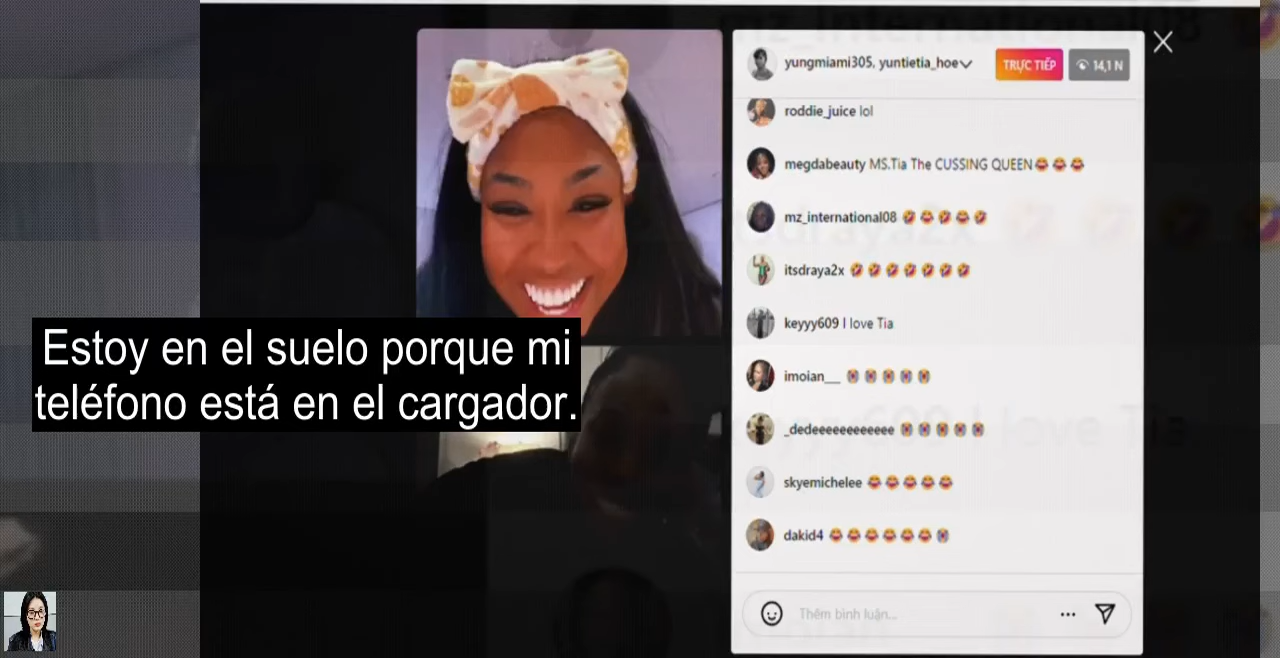 yungmiami305, yuntietia_hoe
TRỰC TIẾP
14,1 N
roddie_juice lol
megdabeauty MS.Tia The CUSSING QUEEN😂😂😂
mz_international08 🤣😂🤣😂🤣
itsdraya2x 🤣🤣🤣🤣🤣🤣🤣
keyyy609 I love Tia
imoian__ 😭😭😭😭😭
_dedeeeeeeeeeeee 😭😭😭😭😭
skyemichelee 😂😂😂😂😂
dakid4 😂😂😂😂😂😂😭
Thêm bình luận...
Estoy en el suelo porque mi
teléfono está en el cargador.